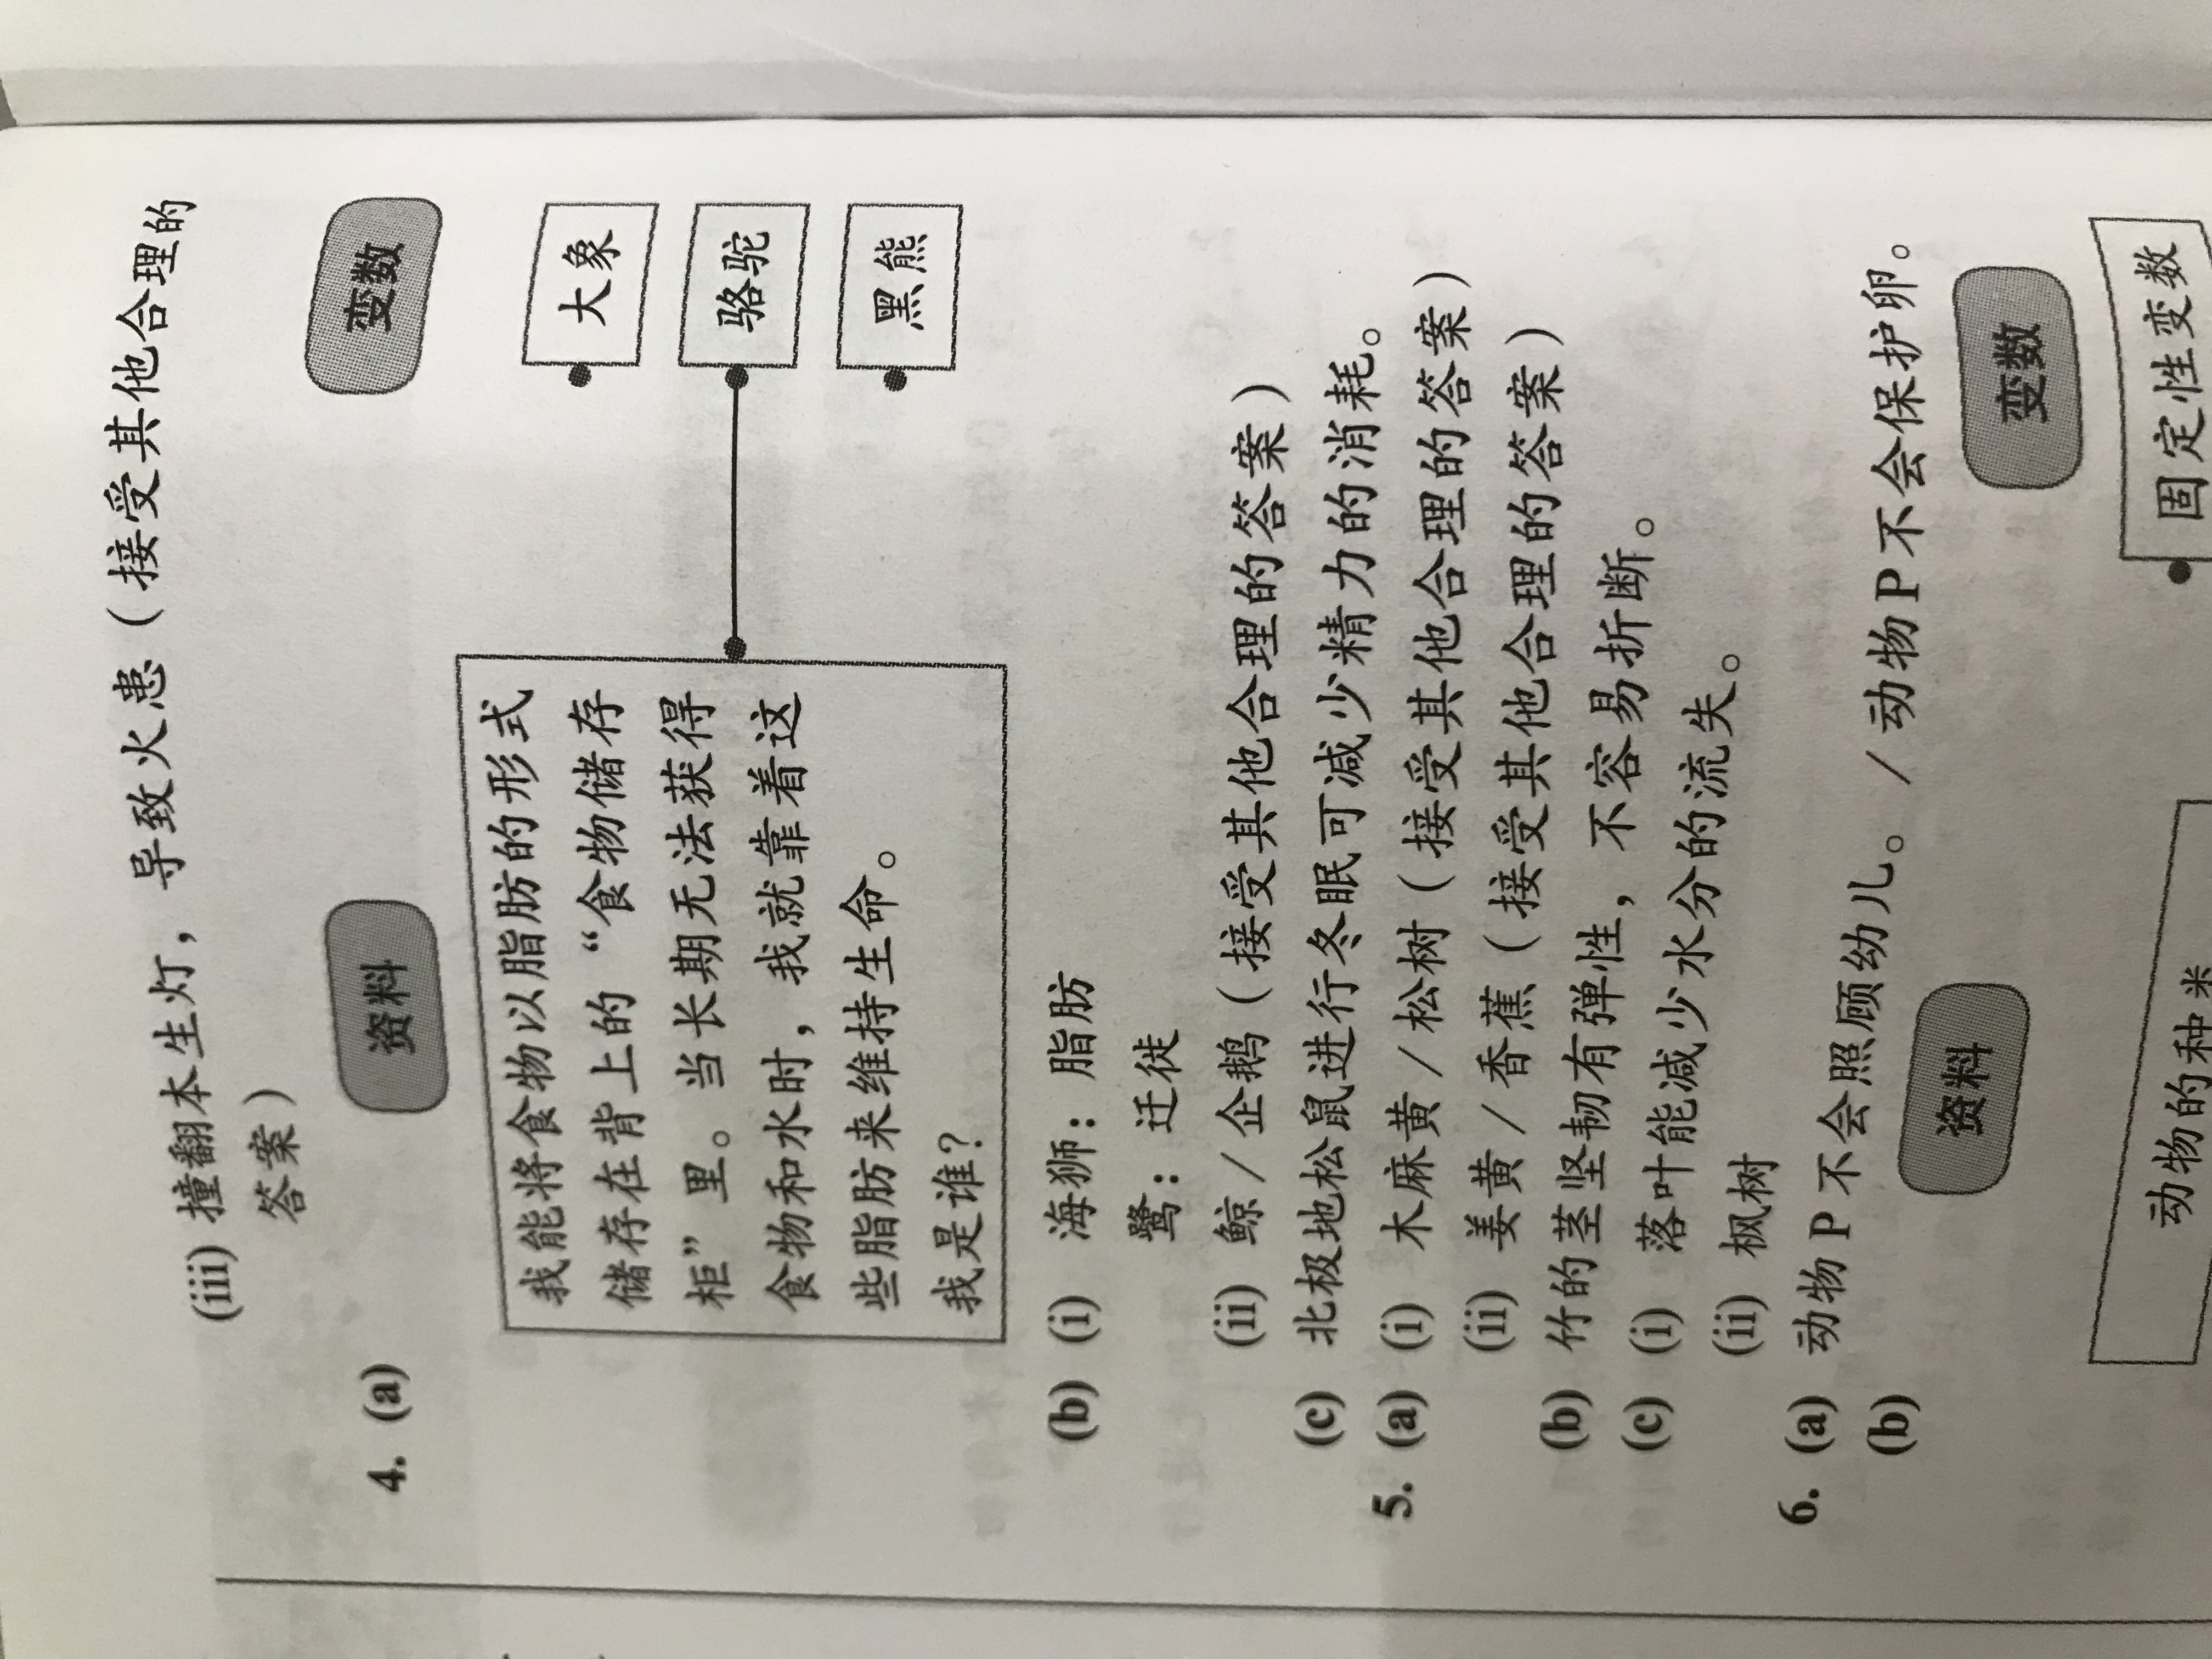 (iii) 撞翻本生灯，导致火患（接受其他合理的
答案）
4. (a) 资料 变数
我能将食物以脂肪的形式
储存在背上的“食物储存
柜”里。当长期无法获得
食物和水时，我就靠着这
些脂肪来维持生命。
我是谁？
大象
骆驼
黑熊
(b) (i) 海狮：脂肪
鹭：迁徙
(ii) 鲸／企鹅（接受其他合理的答案）
(c) 北极地松鼠进行冬眠可减少精力的消耗。
5. (a) (i) 木麻黄／松树（接受其他合理的答案）
(ii) 姜黄／香蕉（接受其他合理的答案）
(b) 竹的茎坚韧有弹性，不容易折断。
(c) (i) 落叶能减少水分的流失。
(ii) 枫树
6. (a) 动物 P 不会照顾幼儿。／动物 P 不会保护卵。
(b) 资料 变数
动物的种类
固定性变数